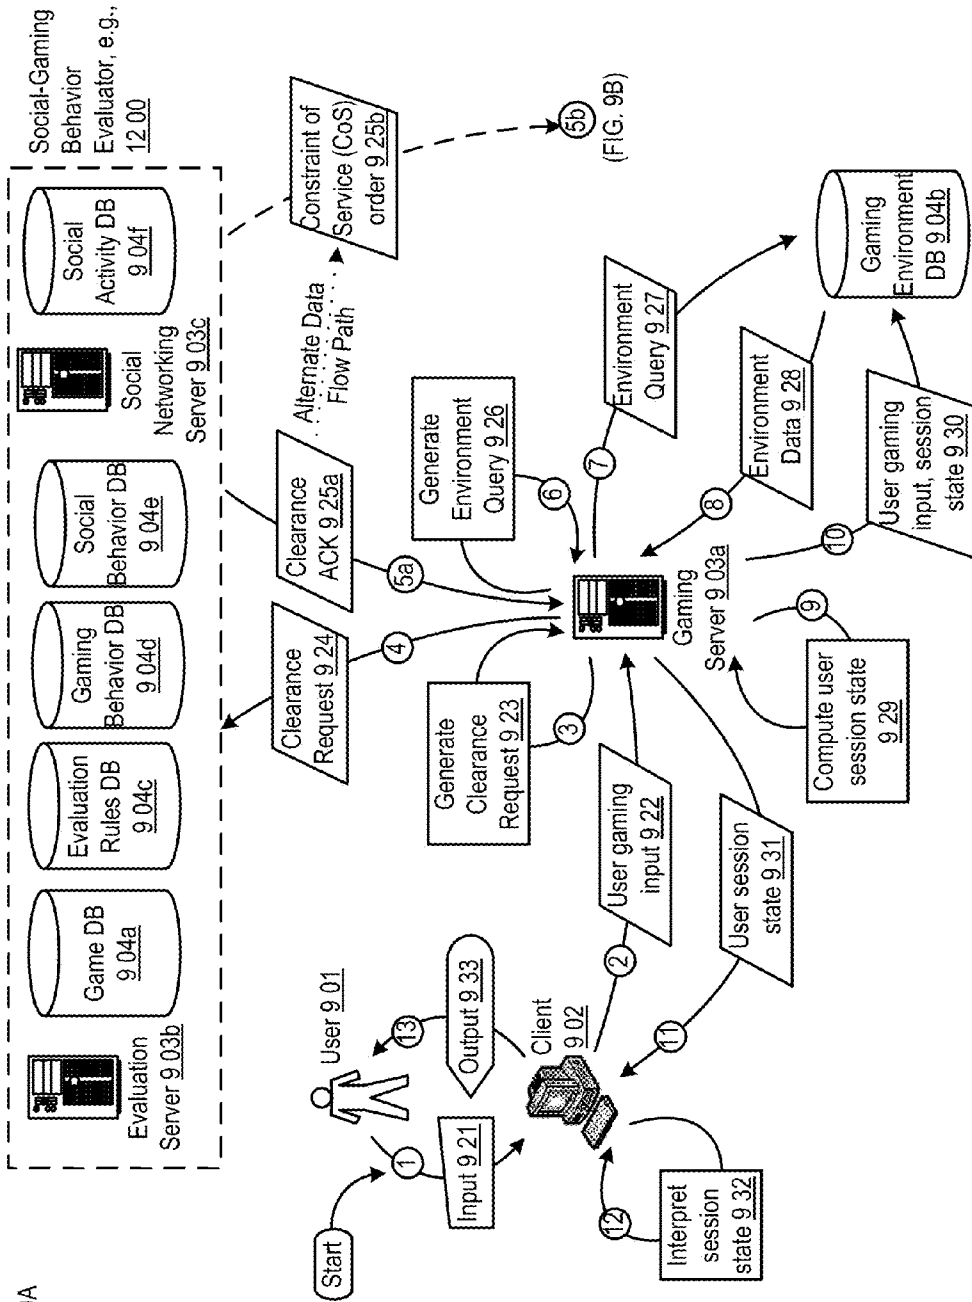 Social-Gaming
Behavior
Evaluator, e.g.,
12 00
Evaluation
Server 9 03b
Game DB
9 04a
Evaluation
Rules DB
9 04c
Gaming
Behavior DB
9 04d
Social
Behavior DB
9 04e
Social
Networking
Server 9 03c
Social
Activity DB
9 04f
Start
1
Input 9 21
User 9 01
13
Output 9 33
Client
9 02
12
Interpret
session
state 9 32
2
User gaming
input 9 22
11
User session
state 9 31
3
Generate
Clearance
Request 9 23
4
Clearance
Request 9 24
5a
Clearance
ACK 9 25a
Alternate Data
Flow Path
Constraint of
Service (CoS)
order 9 25b
5b
(FIG. 9B)
6
Generate
Environment
Query 9 26
Gaming
Server 9 03a
7
Environment
Query 9 27
8
Environment
Data 9 28
Gaming
Environment
DB 9 04b
9
Compute user
session state
9 29
10
User gaming
input, session
state 9 30